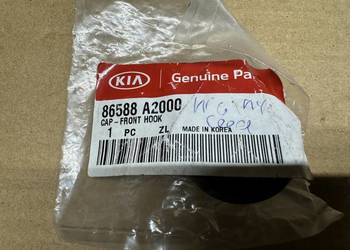 KIA Genuine Pa
86588 A2000
CAP - FRONT HOOK
1 PC ZL MADE IN KOREA